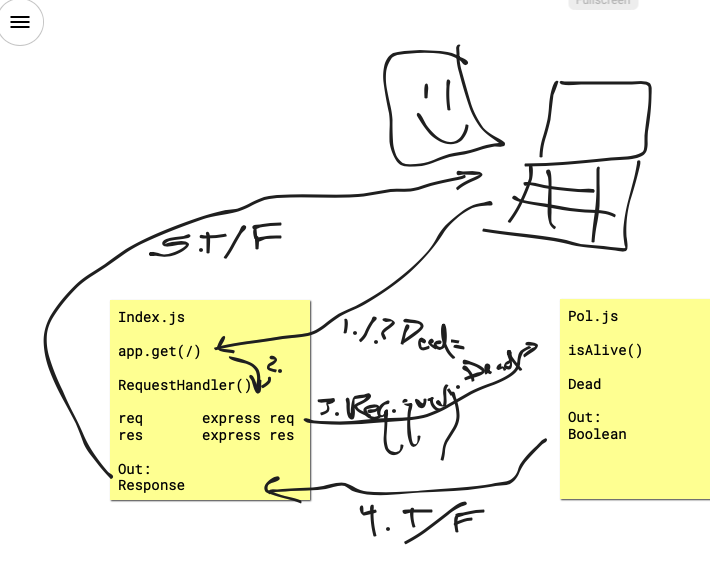 Fullscreen
5. T/F
1. /? Dead=
2.
Dead
3. Req.query.
4. T/F
Index.js
app.get(/)
RequestHandler()
req express req
res express res
Out:
Response
Pol.js
isAlive()
Dead
Out:
Boolean